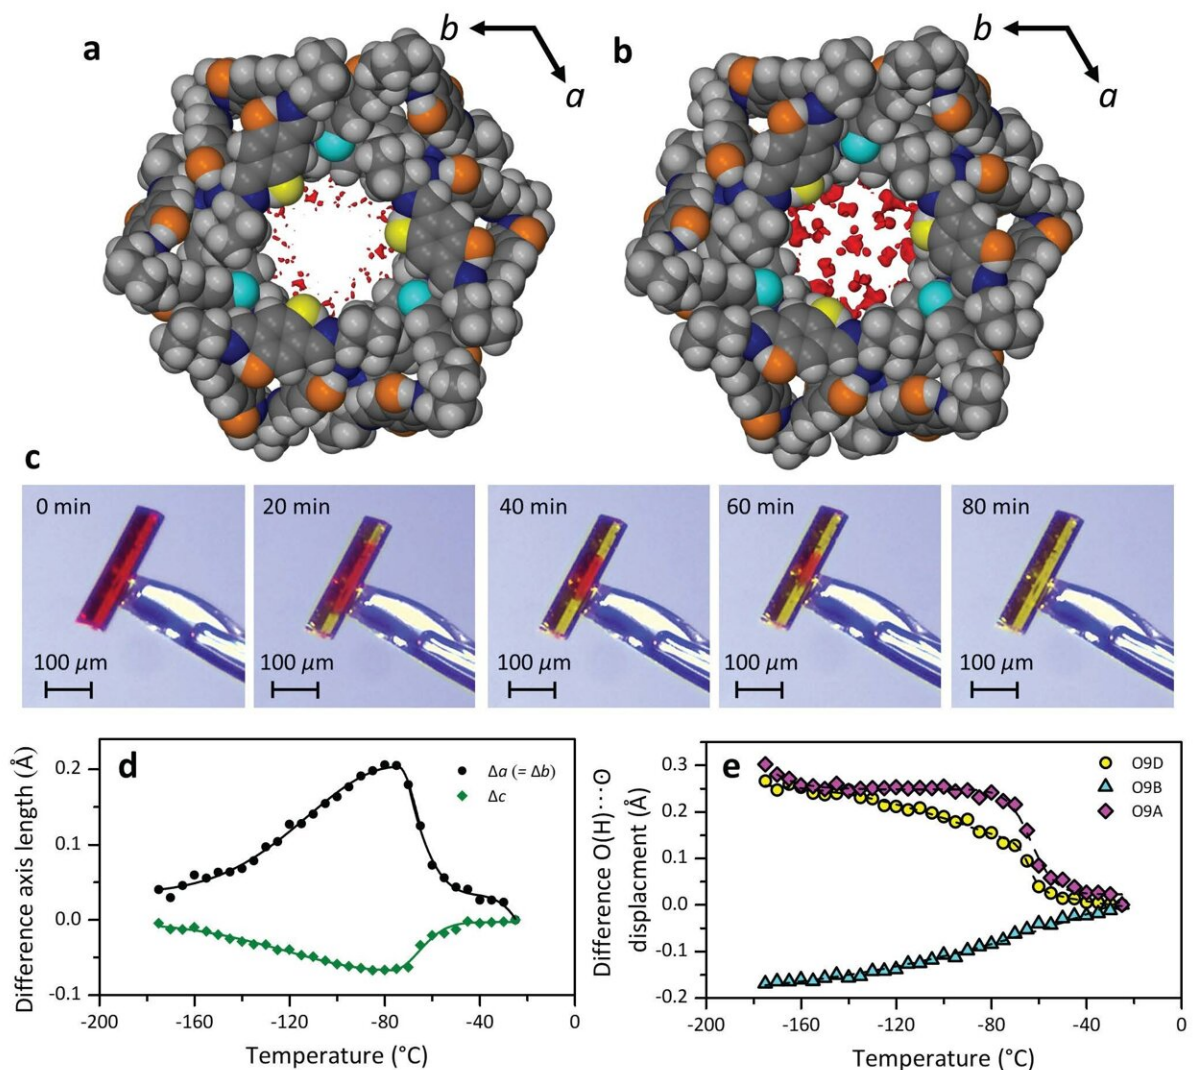 a
b
a
b
b
a
c
0 min
20 min
40 min
60 min
80 min
100 µm
100 µm
100 µm
100 µm
100 µm
d
Difference axis length (Å)
0.2
0.1
0.0
-0.1
Δa (= Δb)
Δc
-200
-160
-120
-80
-40
0
Temperature (°C)
e
Difference O(H)···ʘ
displacment (Å)
0.3
0.2
0.1
0.0
-0.1
-0.2
O9D
O9B
O9A
-200
-160
-120
-80
-40
0
Temperature (°C)